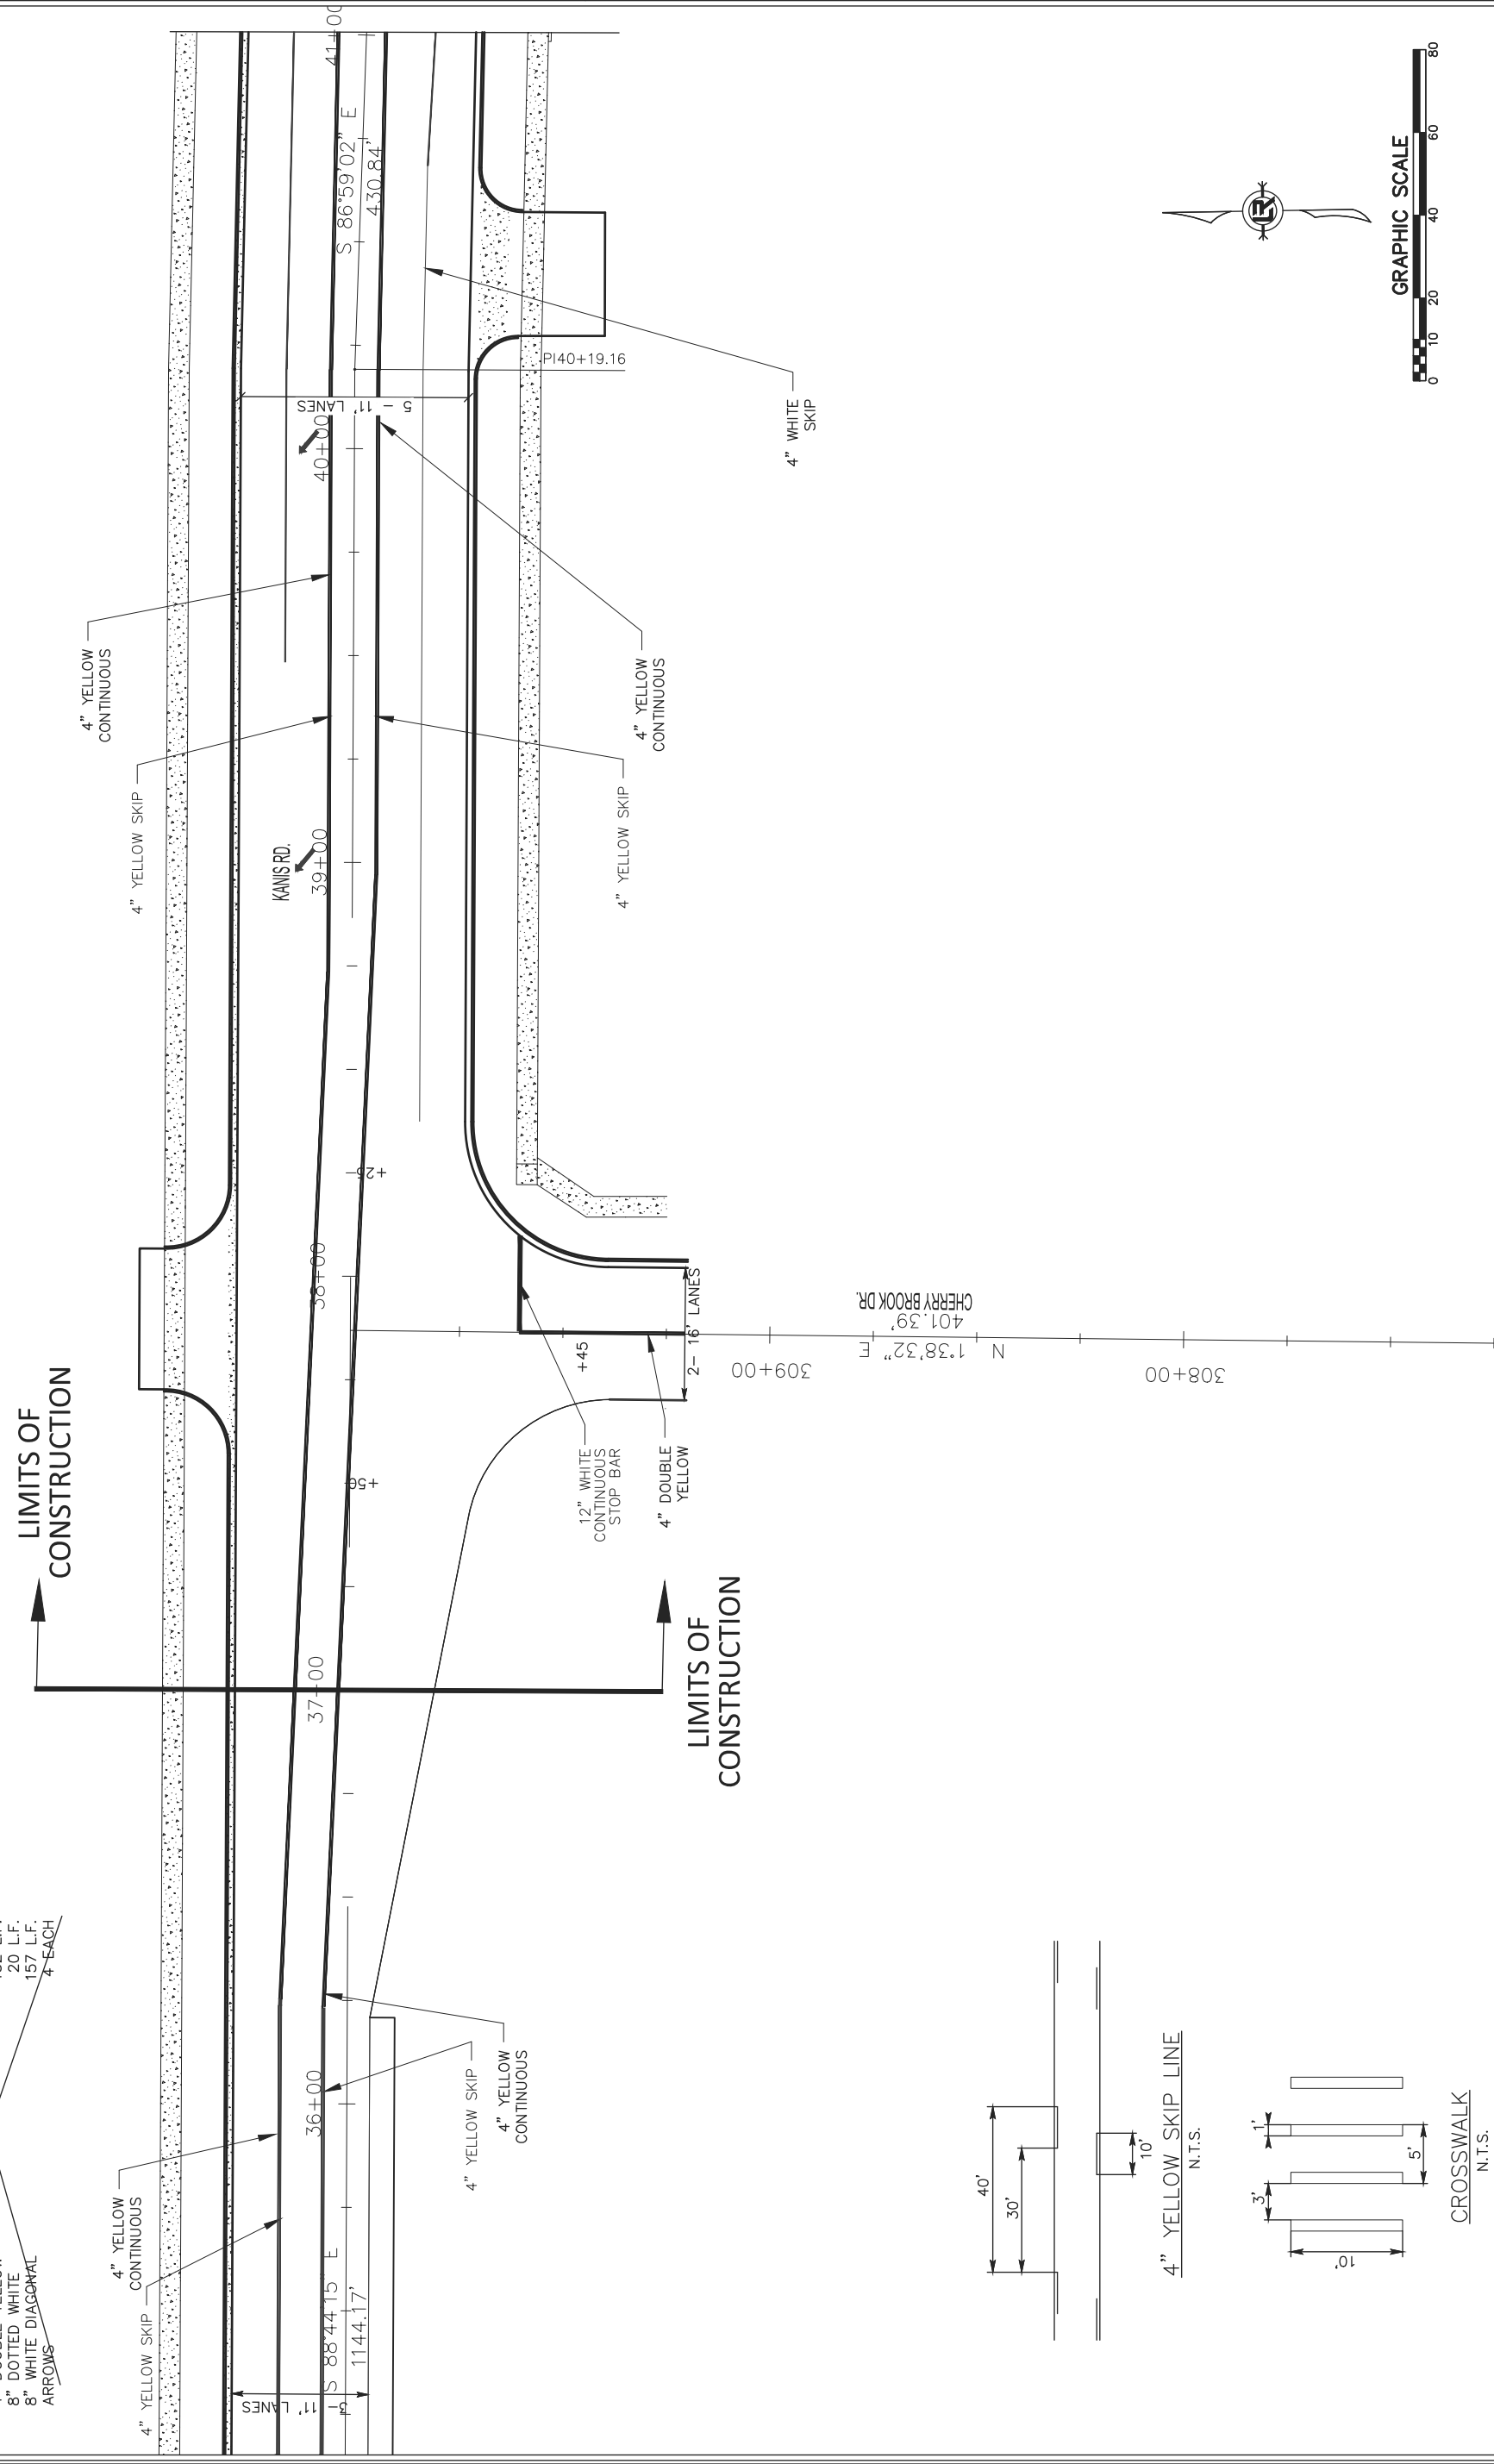 20 L.F.
157 L.F.
4 EACH
8" DOTTED WHITE
8" WHITE DIAGONAL
ARROWS
LIMITS OF
CONSTRUCTION
LIMITS OF
CONSTRUCTION
4" YELLOW SKIP
4" YELLOW
CONTINUOUS
4" YELLOW SKIP
4" YELLOW
CONTINUOUS
4" YELLOW SKIP
4" YELLOW
CONTINUOUS
4" YELLOW SKIP
4" YELLOW
CONTINUOUS
3- 11' LANES
S 88°44'15" E
1144.17'
36+00
37+00
+50
38+00
+25
KANIS RD.
39+00
40+00
5 - 11' LANES
PI40+19.16
S 86°59'02" E
430.84'
41+00
4" WHITE
SKIP
12" WHITE
CONTINUOUS
STOP BAR
4" DOUBLE
YELLOW
+45
2- 16' LANES
309+00
N 1°38'32" E
401.39'
CHERRY BROOK DR.
308+00
40'
30'
10'
4" YELLOW SKIP LINE
N.T.S.
10'
3'
1'
5'
CROSSWALK
N.T.S.
LR
GRAPHIC SCALE
0 10 20 40 60 80